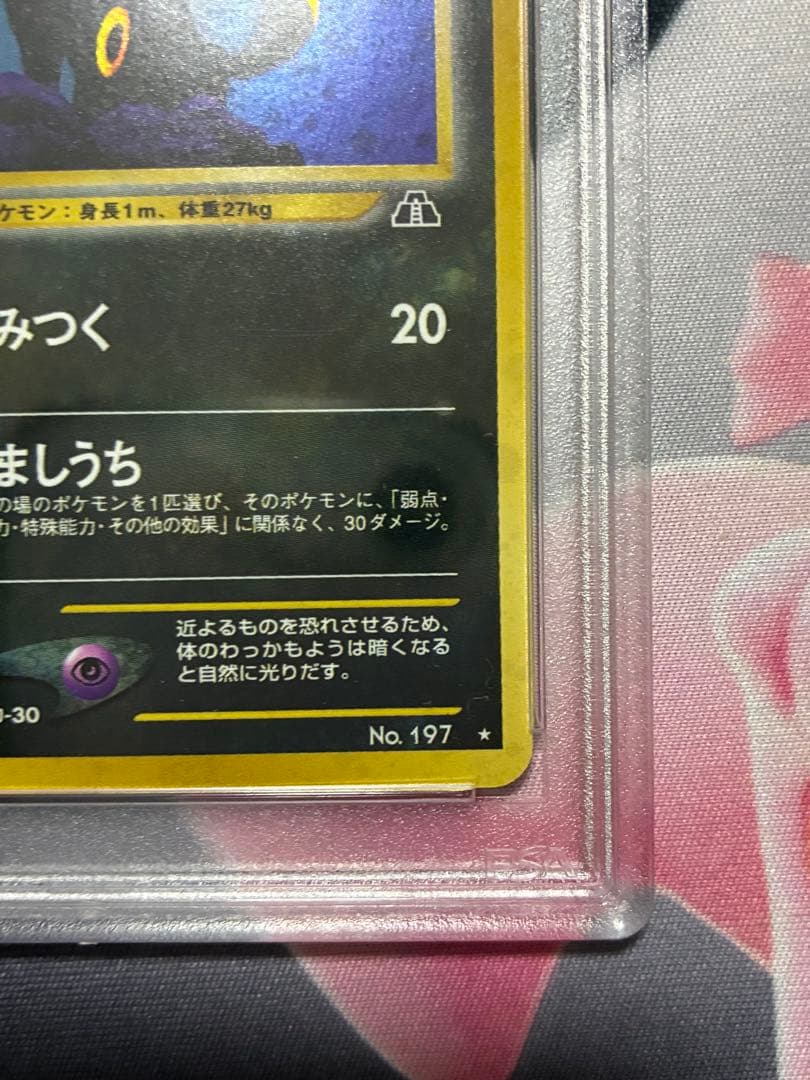 ケモン：身長1m、体重27kg
みつく 20
ましうち
の場のポケモンを1匹選び、そのポケモンに、「弱点・
力・特殊能力・その他の効果」に関係なく、30ダメージ。
近よるものを恐れさせるため、
体のわっかもようは暗くなる
と自然に光りだす。
-30
No. 197 ★
PSA